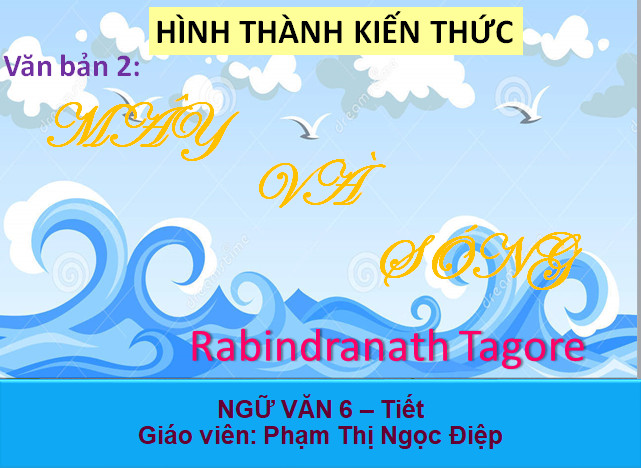 HÌNH THÀNH KIẾN THỨC
Văn bản 2:
MÂY
VÀ
SÓNG
Rabindranath Tagore
NGỮ VĂN 6 – Tiết
Giáo viên: Phạm Thị Ngọc Điệp